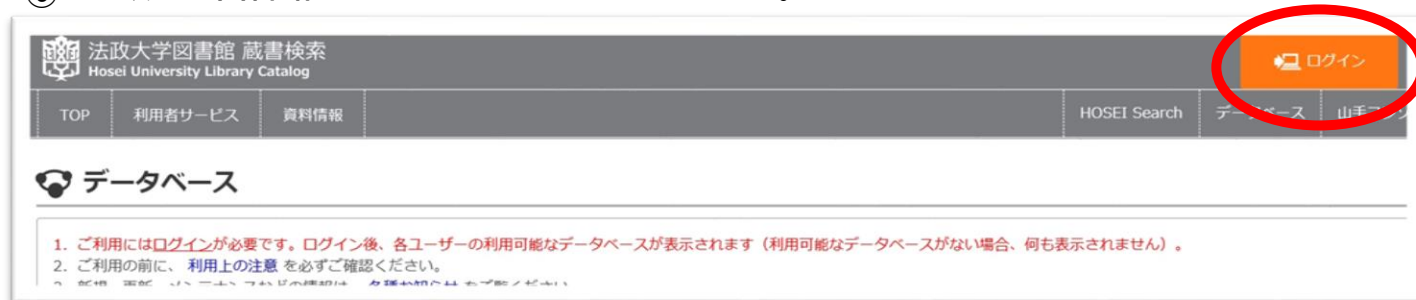 法政大学図書館 蔵書検索
Hosei University Library Catalog
ログイン
TOP 利用者サービス 資料情報 HOSEI Search データベース
データベース
1. ご利用にはログインが必要です。ログイン後、各ユーザーの利用可能なデータベースが表示されます（利用可能なデータベースがない場合、何も表示されません）。
2. ご利用の前に、 利用上の注意 を必ずご確認ください。